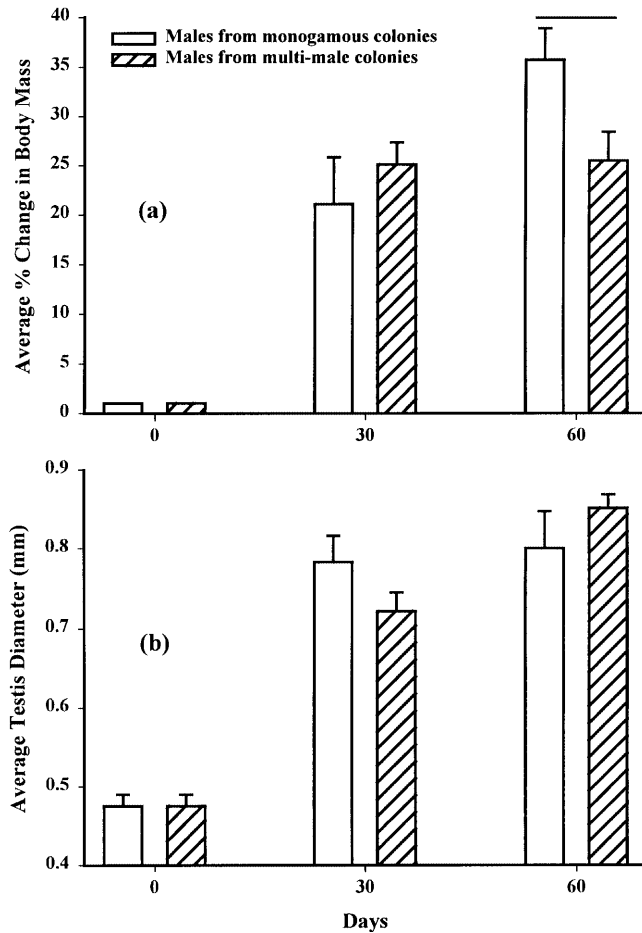 Average % Change in Body Mass
40
35
30
25
20
15
10
5
0
Males from monogamous colonies
Males from multi-male colonies
(a)
0 30 60
Average Testis Diameter (mm)
0.9
0.8
0.7
0.6
0.5
0.4
(b)
0 30 60
Days